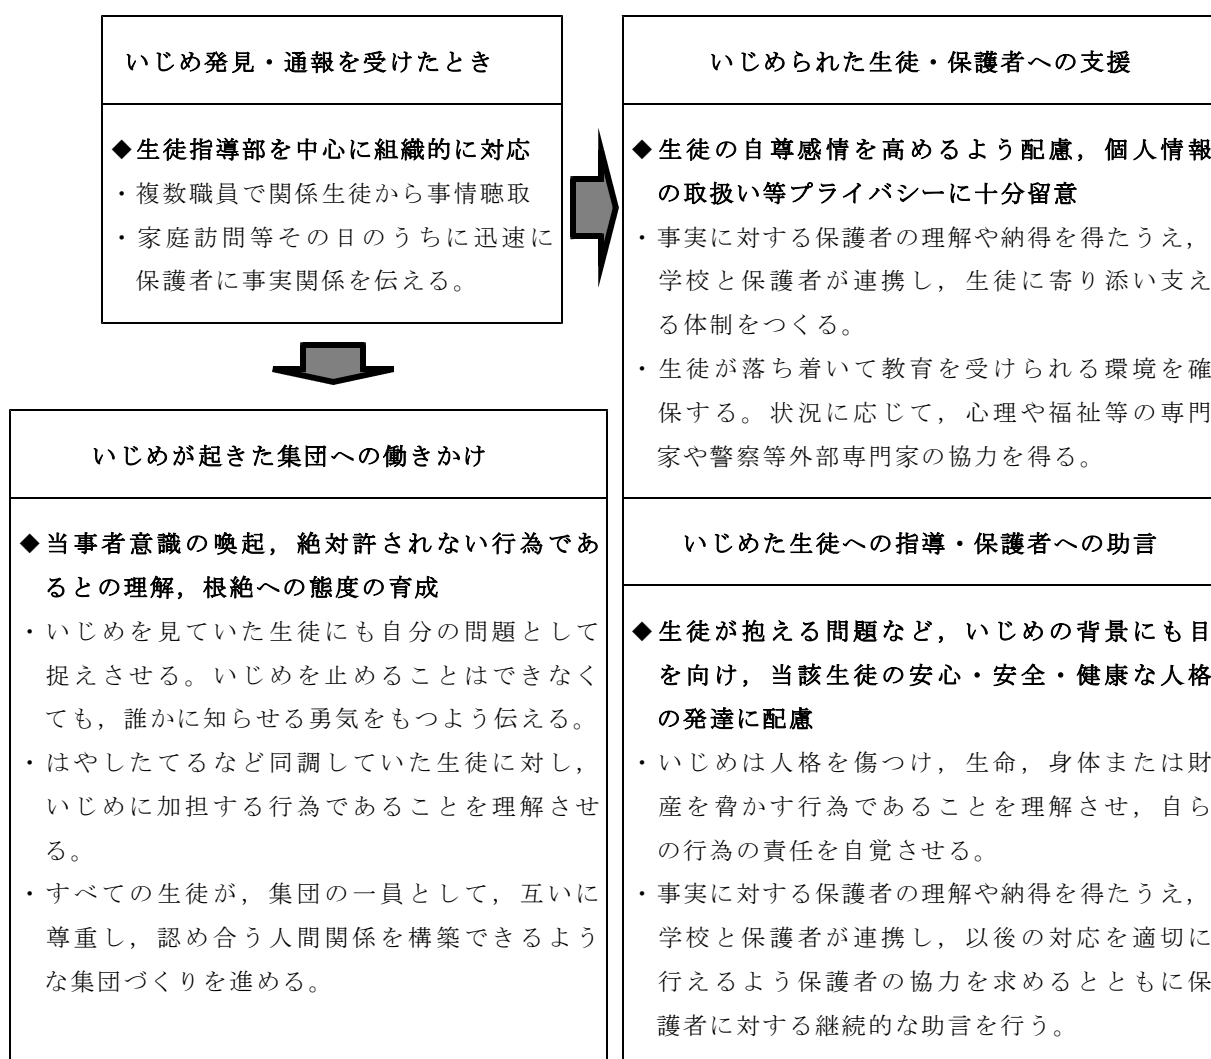 いじめ発見・通報を受けたとき
◆生徒指導部を中心に組織的に対応
・複数職員で関係生徒から事情聴取
・家庭訪問等その日のうちに迅速に
保護者に事実関係を伝える。
いじめられた生徒・保護者への支援
◆生徒の自尊感情を高めるよう配慮，個人情報
の取扱い等プライバシーに十分留意
・事実に対する保護者の理解や納得を得たうえ，
学校と保護者が連携し，生徒に寄り添い支え
る体制をつくる。
・生徒が落ち着いて教育を受けられる環境を確
保する。状況に応じて，心理や福祉等の専門
家や警察等外部専門家の協力を得る。
いじめが起きた集団への働きかけ
◆当事者意識の喚起，絶対許されない行為であ
るとの理解，根絶への態度の育成
・いじめを見ていた生徒にも自分の問題として
捉えさせる。いじめを止めることはできなく
ても，誰かに知らせる勇気をもつよう伝える。
・はやしたてるなど同調していた生徒に対し，
いじめに加担する行為であることを理解させ
る。
・すべての生徒が，集団の一員として，互いに
尊重し，認め合う人間関係を構築できるよう
な集団づくりを進める。
いじめた生徒への指導・保護者への助言
◆生徒が抱える問題など，いじめの背景にも目
を向け，当該生徒の安心・安全・健康な人格
の発達に配慮
・いじめは人格を傷つけ，生命，身体または財
産を脅かす行為であることを理解させ，自ら
の行為の責任を自覚させる。
・事実に対する保護者の理解や納得を得たうえ，
学校と保護者が連携し，以後の対応を適切に
行えるよう保護者の協力を求めるとともに保
護者に対する継続的な助言を行う。